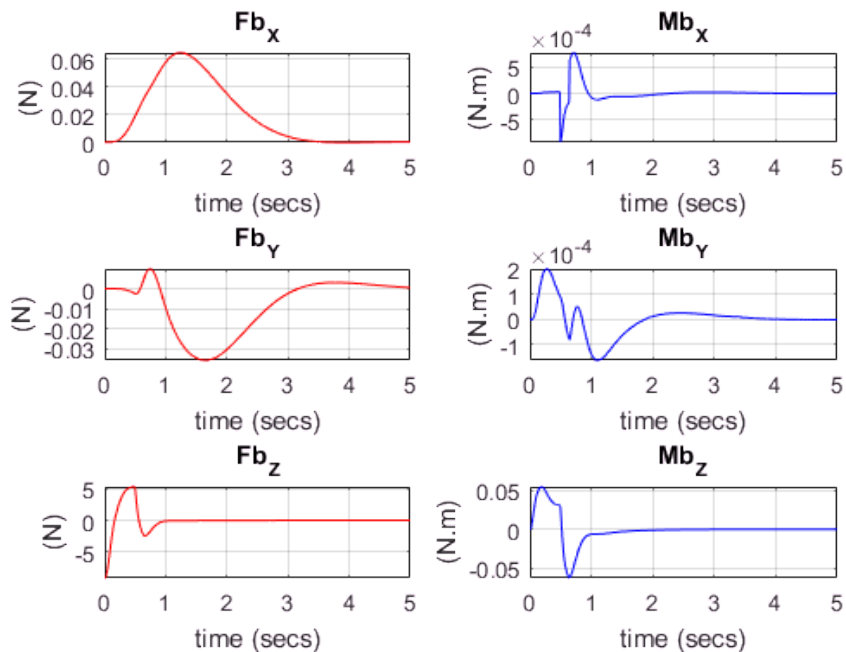 Fb_X
0.06
0.04
0.02
0
(N)
0 1 2 3 4 5
time (secs)
Mb_X
×10^-4
5
0
-5
(N.m)
0 1 2 3 4 5
time (secs)
Fb_Y
0
-0.01
-0.02
-0.03
(N)
0 1 2 3 4 5
time (secs)
Mb_Y
×10^-4
2
1
0
-1
(N.m)
0 1 2 3 4 5
time (secs)
Fb_Z
5
0
-5
(N)
0 1 2 3 4 5
time (secs)
Mb_Z
0.05
0
-0.05
(N.m)
0 1 2 3 4 5
time (secs)